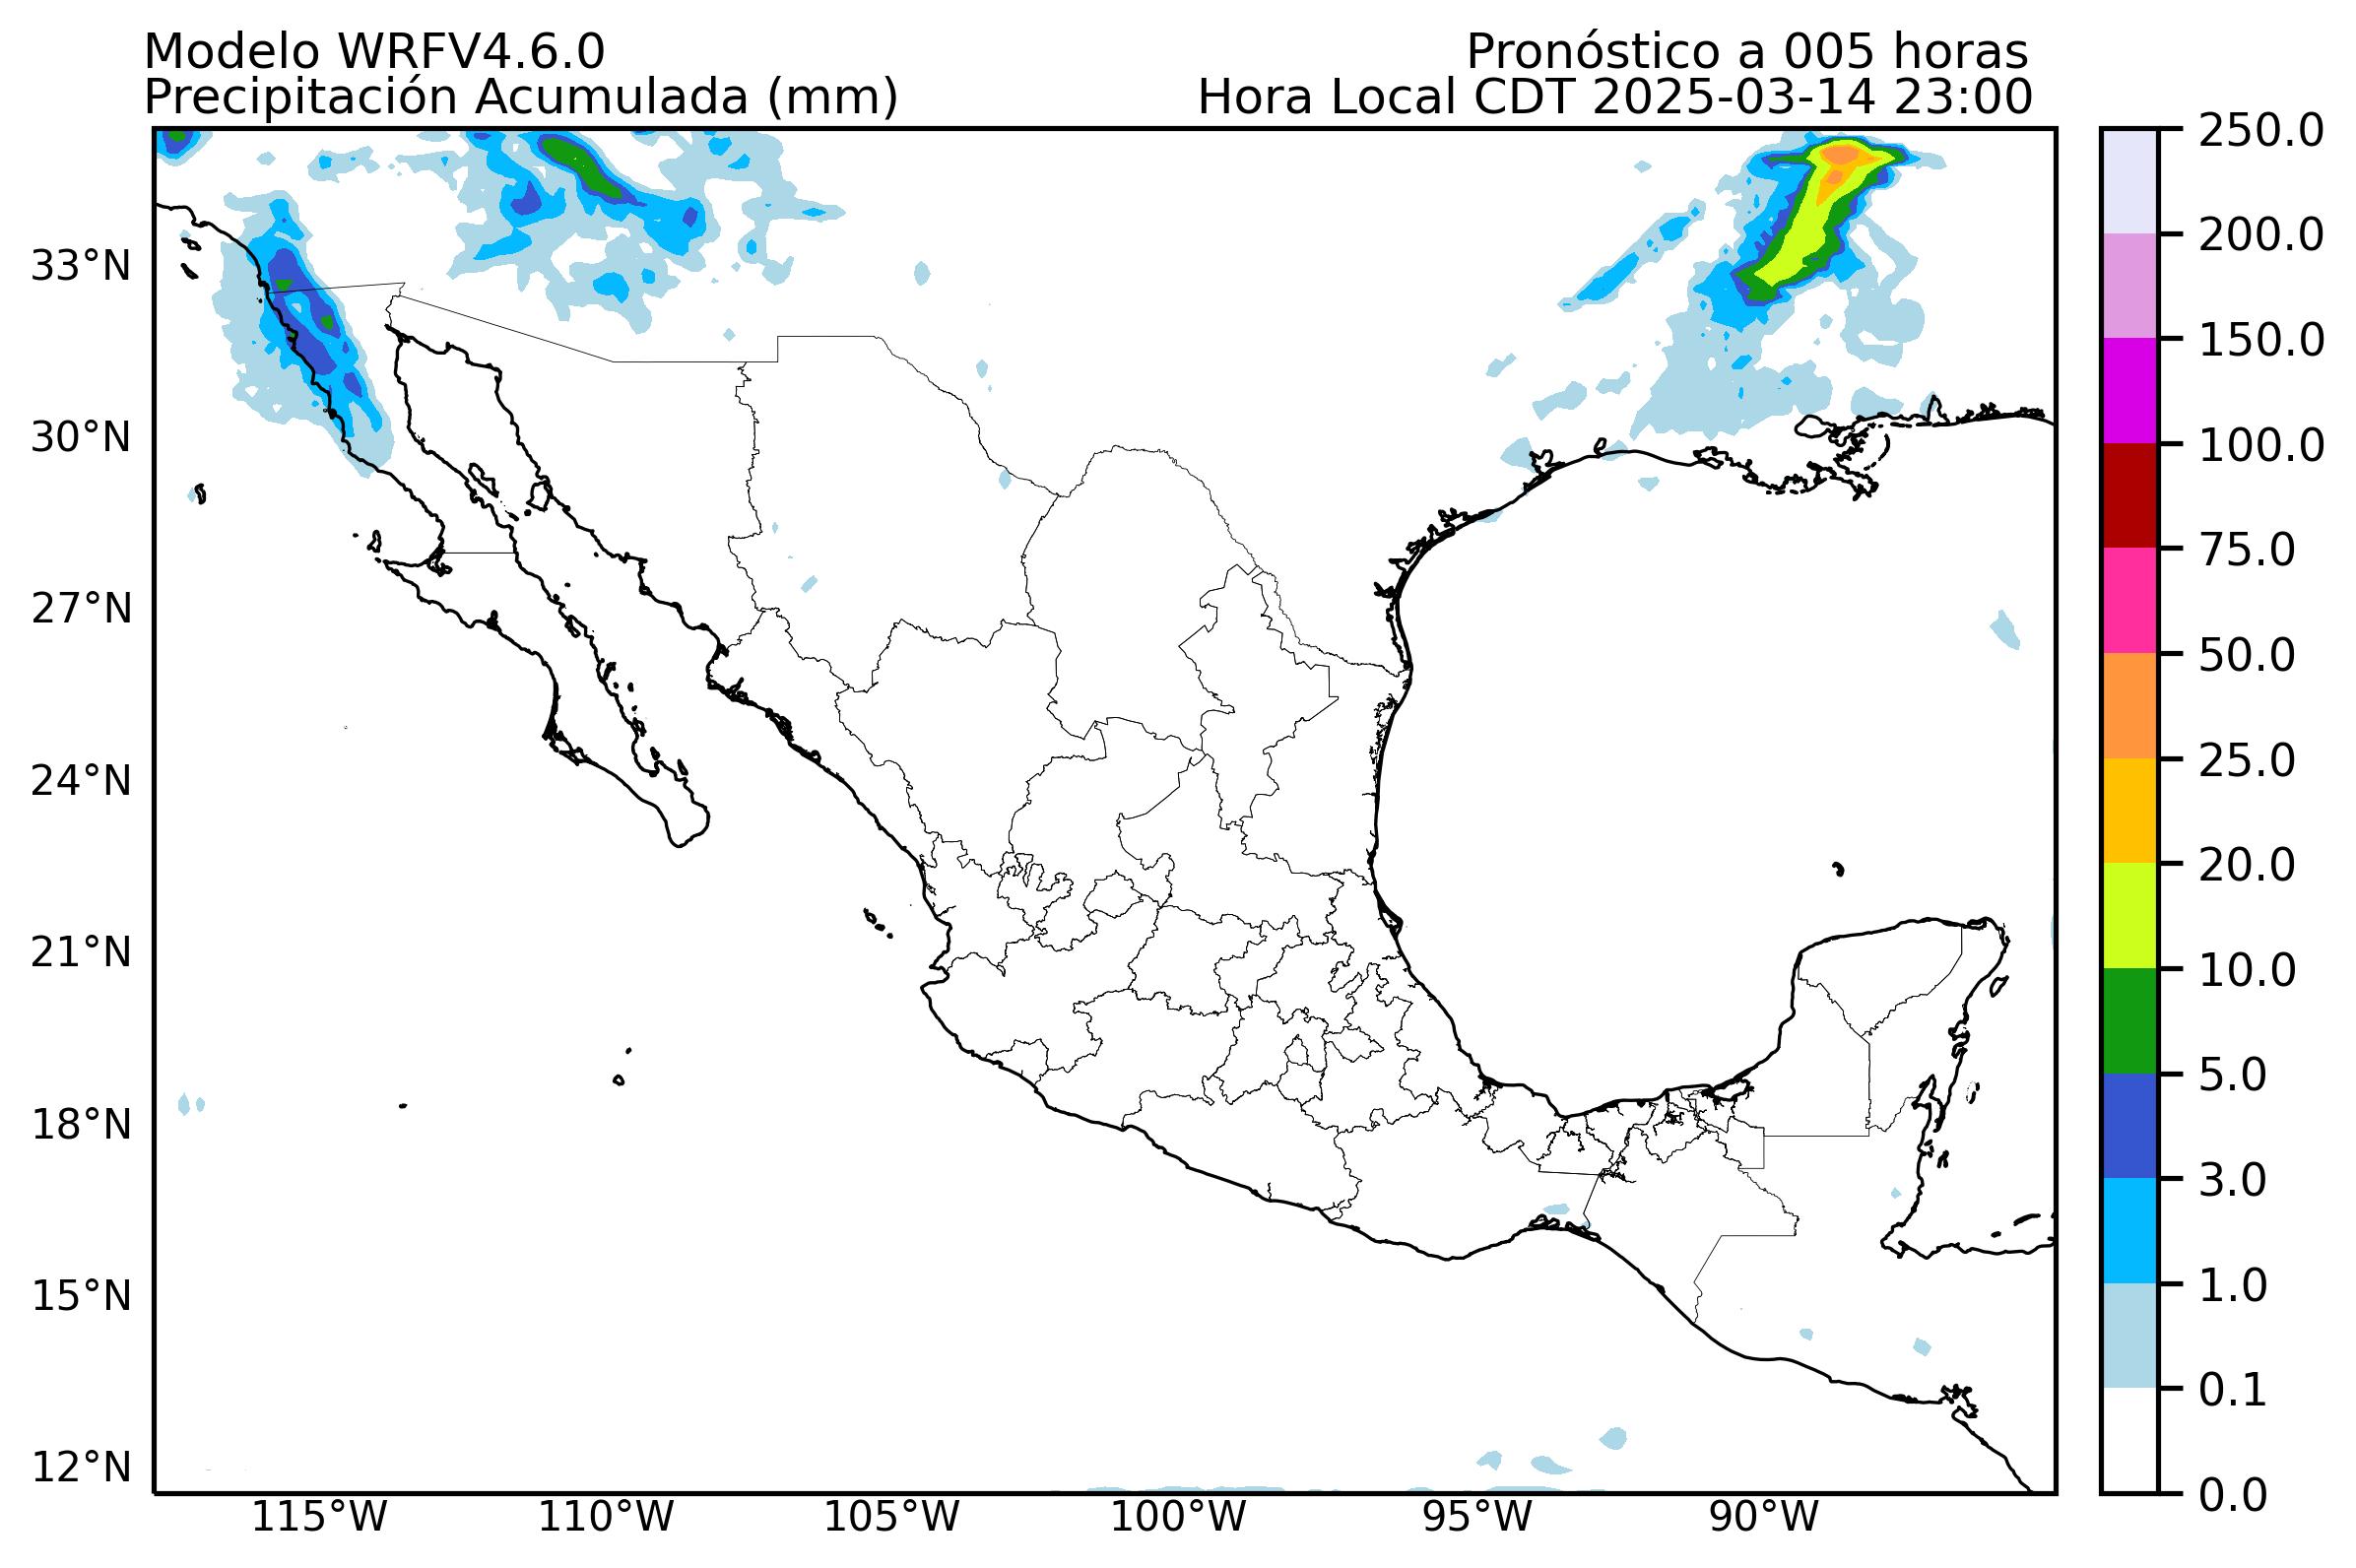 Modelo WRFV4.6.0
Pronóstico a 005 horas
Precipitación Acumulada (mm)
Hora Local CDT 2025-03-14 23:00
33°N
30°N
27°N
24°N
21°N
18°N
15°N
12°N
115°W
110°W
105°W
100°W
95°W
90°W
250.0
200.0
150.0
100.0
75.0
50.0
25.0
20.0
10.0
5.0
3.0
1.0
0.1
0.0